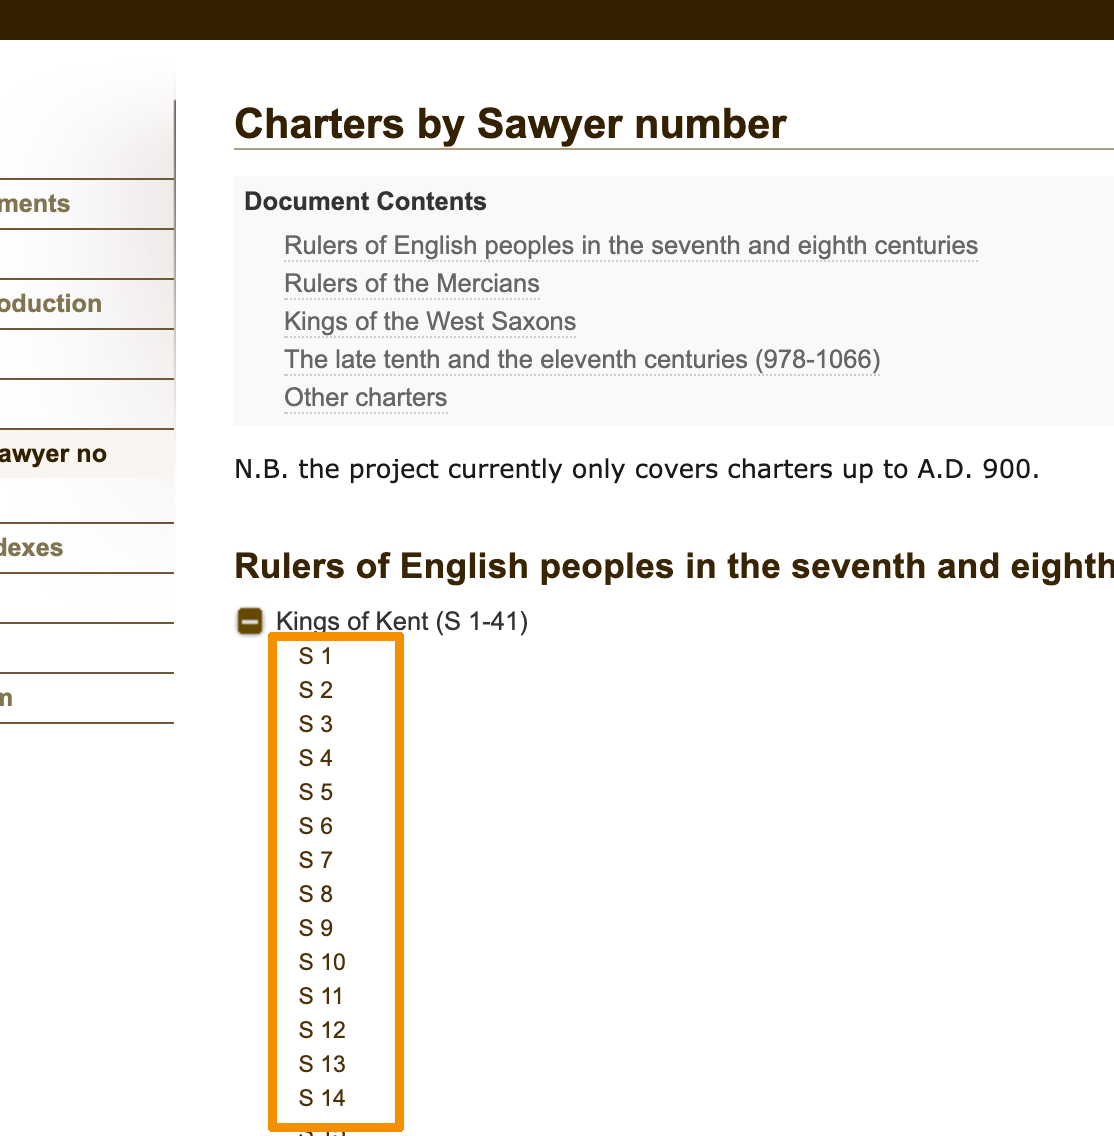 Charters by Sawyer number
Document Contents
Rulers of English peoples in the seventh and eighth centuries
Rulers of the Mercians
Kings of the West Saxons
The late tenth and the eleventh centuries (978-1066)
Other charters
N.B. the project currently only covers charters up to A.D. 900.
Rulers of English peoples in the seventh and eighth
Kings of Kent (S 1-41)
S 1
S 2
S 3
S 4
S 5
S 6
S 7
S 8
S 9
S 10
S 11
S 12
S 13
S 14
ments
oduction
awyer no
dexes